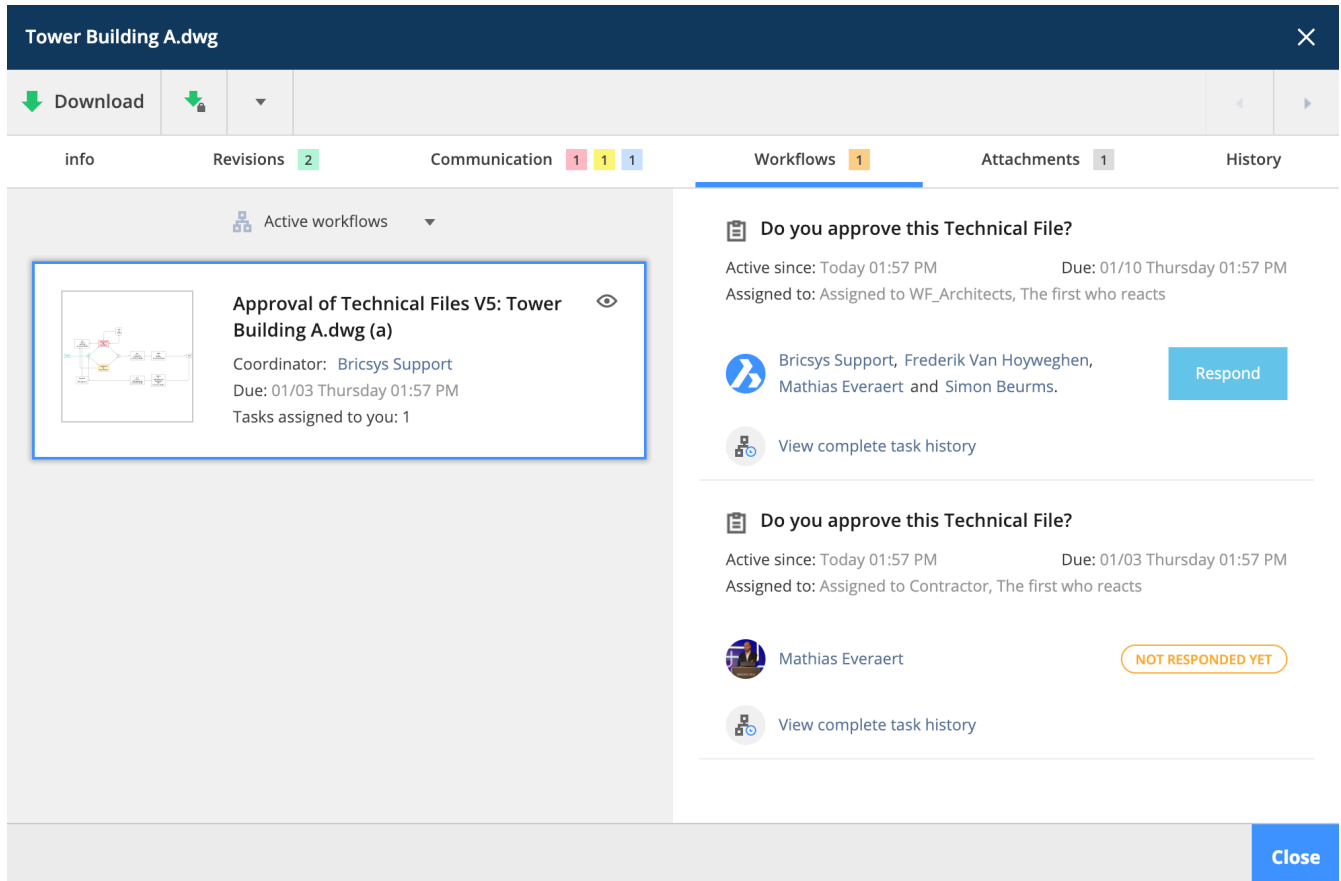 Tower Building A.dwg
Download
info Revisions 2 Communication 1 1 1 Workflows 1 Attachments 1 History
Active workflows
Approval of Technical Files V5: Tower
Building A.dwg (a)
Coordinator: Bricsys Support
Due: 01/03 Thursday 01:57 PM
Tasks assigned to you: 1
Do you approve this Technical File?
Active since: Today 01:57 PM Due: 01/10 Thursday 01:57 PM
Assigned to: Assigned to WF_Architects, The first who reacts
Bricsys Support, Frederik Van Hoyweghen,
Mathias Everaert and Simon Beurms.
Respond
View complete task history
Do you approve this Technical File?
Active since: Today 01:57 PM Due: 01/03 Thursday 01:57 PM
Assigned to: Assigned to Contractor, The first who reacts
Mathias Everaert
NOT RESPONDED YET
View complete task history
Close